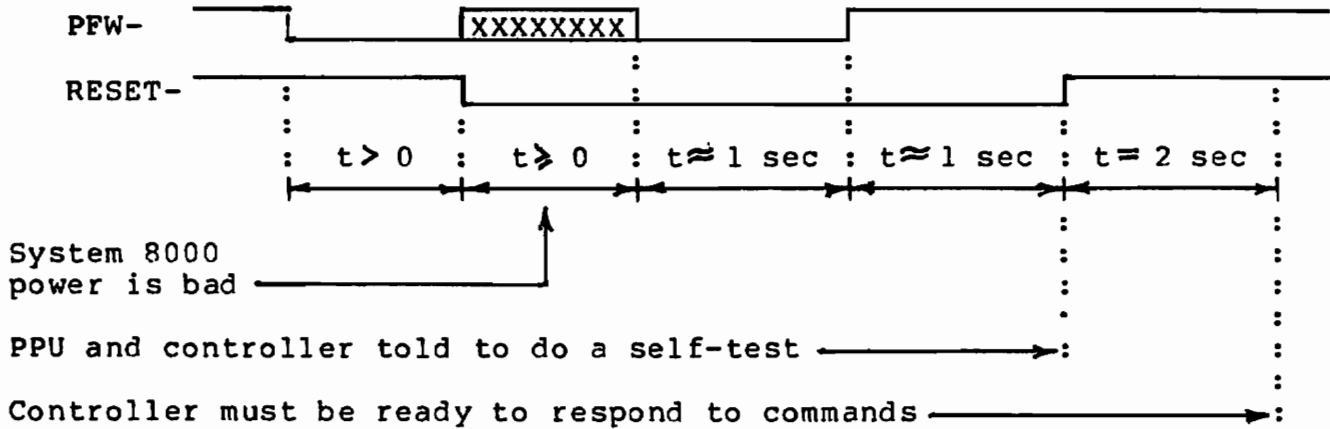 PFW-
XXXXXXXX
RESET-
t > 0 t ⩾ 0 t ≈ 1 sec t ≈ 1 sec t = 2 sec
System 8000
power is bad
PPU and controller told to do a self-test
Controller must be ready to respond to commands